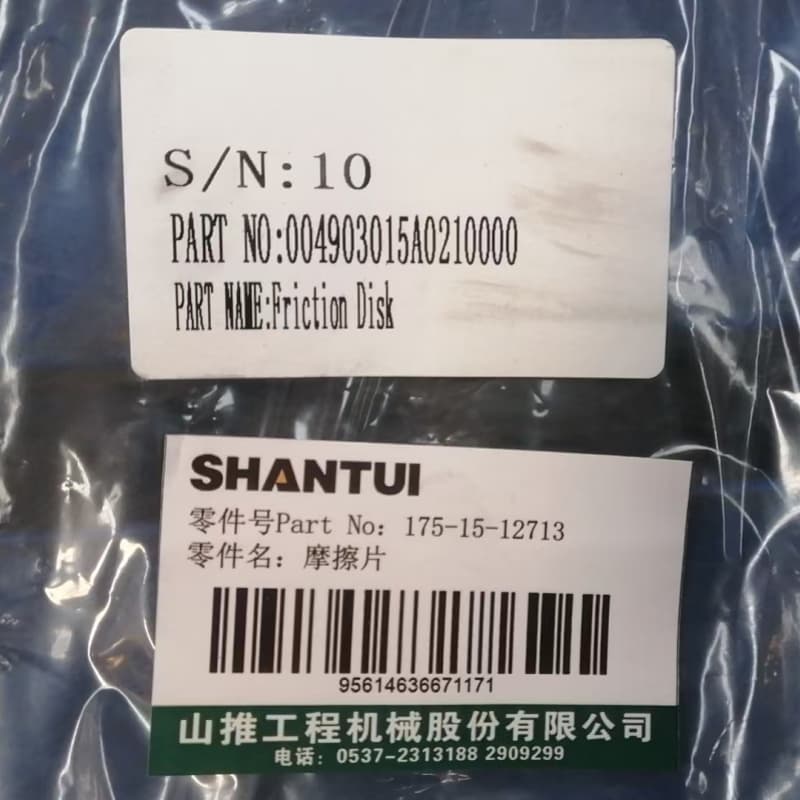 S/N:10
PART NO:004903015A0210000
PART NAME:Friction Disk
SHANTUI
零件号Part No: 175-15-12713
零件名: 摩擦片
95614636671171
山推工程机械股份有限公司
电话: 0537-2313188 2909299